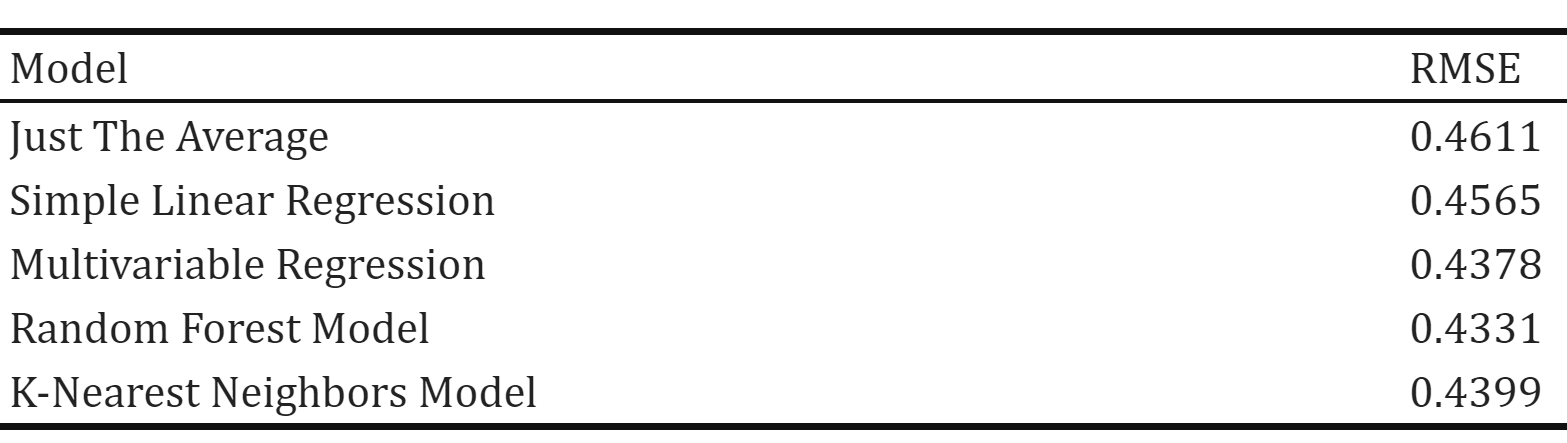 Model RMSE
Just The Average 0.4611
Simple Linear Regression 0.4565
Multivariable Regression 0.4378
Random Forest Model 0.4331
K-Nearest Neighbors Model 0.4399